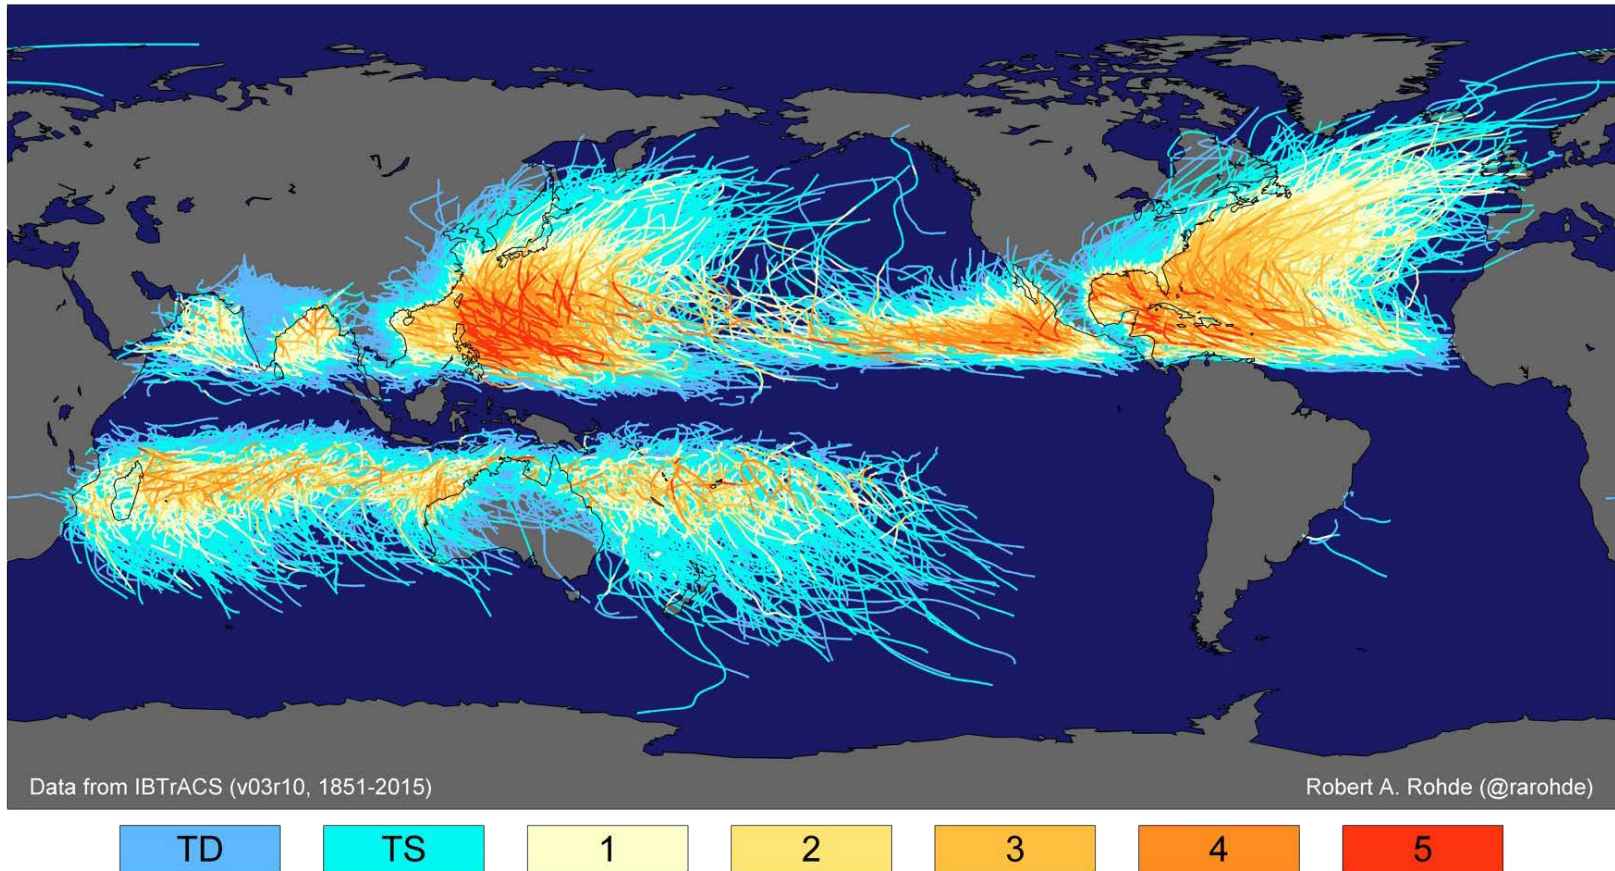 Data from IBTrACS (v03r10, 1851-2015)
Robert A. Rohde (@rarohde)
TD
TS
1
2
3
4
5